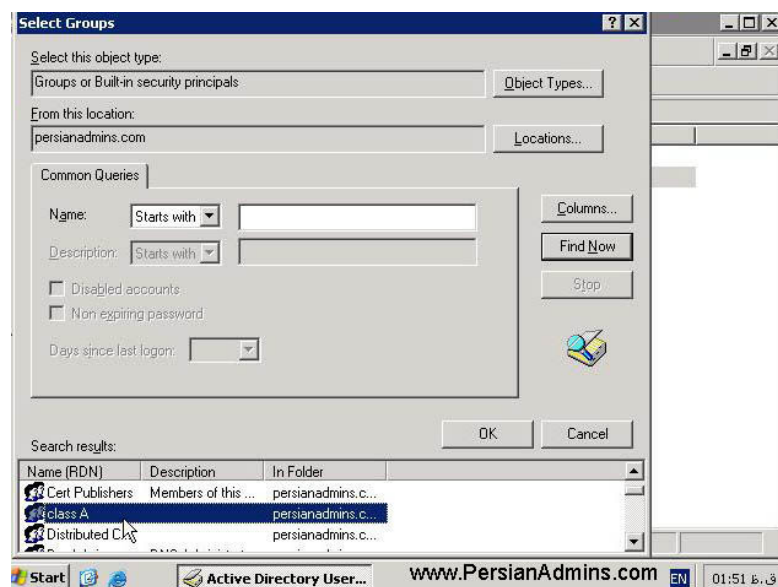 Select Groups
Select this object type:
Groups or Built-in security principals
Object Types...
From this location:
persianadmins.com
Locations...
Common Queries
Name:
Starts with
Columns...
Description:
Starts with
Find Now
Disabled accounts
Stop
Non expiring password
Days since last logon:
OK
Cancel
Search results:
Name (RDN) Description In Folder
Cert Publishers Members of this ... persianadmins.c...
class A persianadmins.c...
Distributed C persianadmins.c...
Start
Active Directory User...
www.PersianAdmins.com
EN
01:51 ق.ظ